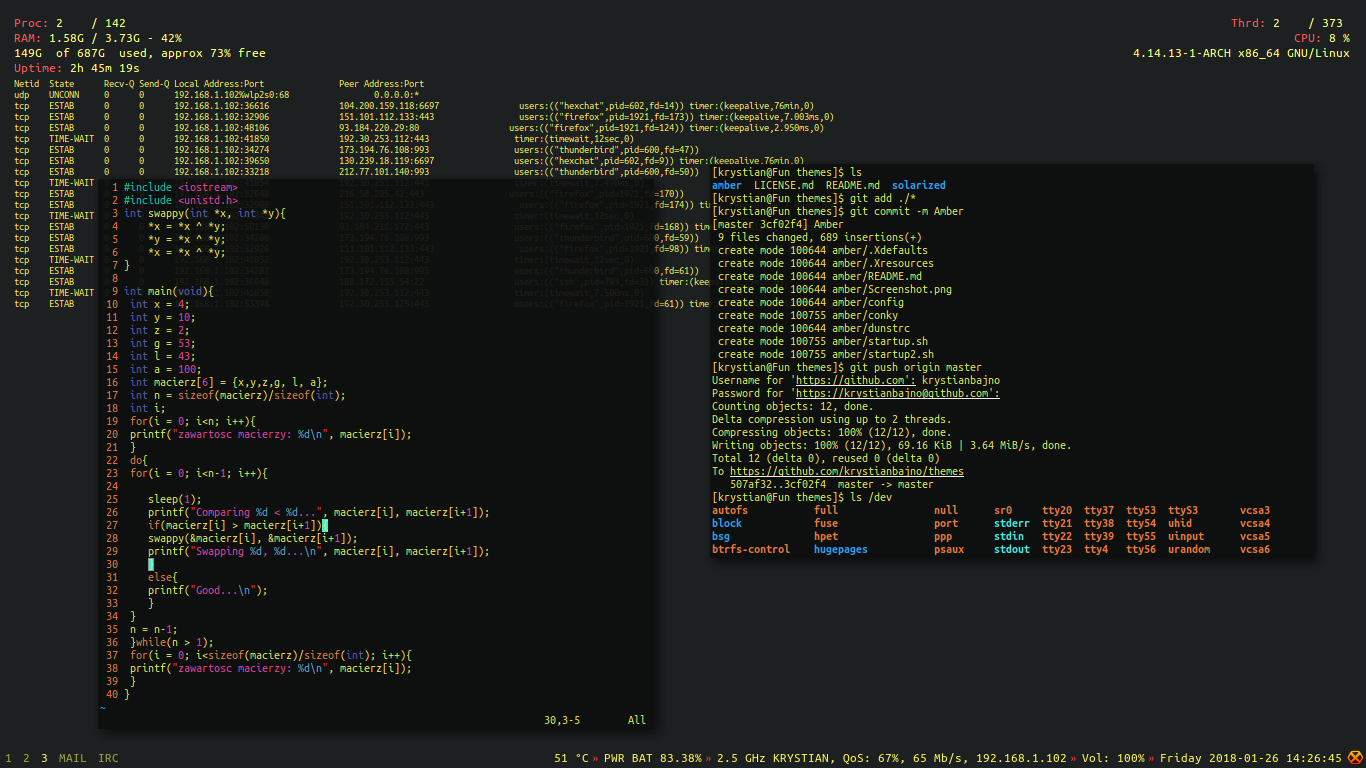 Proc: 2 / 142
Thrd: 2 / 373
RAM: 1.58G / 3.73G - 42%
CPU: 8 %
149G of 687G used, approx 73% free
4.14.13-1-ARCH x86_64 GNU/Linux
Uptime: 2h 45m 19s
Netid State Recv-Q Send-Q Local Address:Port Peer Address:Port
udp UNCONN 0 0 192.168.1.102%wlp2s0:68 0.0.0.0:*
tcp ESTAB 0 0 192.168.1.102:36616 104.200.159.118:6697 users:(("hexchat",pid=602,fd=14)) timer:(keepalive,76min,0)
tcp ESTAB 0 0 192.168.1.102:32906 151.101.112.133:443 users:(("firefox",pid=1921,fd=173)) timer:(keepalive,7.003ms,0)
tcp ESTAB 0 0 192.168.1.102:48106 93.184.220.29:80 users:(("firefox",pid=1921,fd=124)) timer:(keepalive,2.950ms,0)
tcp TIME-WAIT 0 0 192.168.1.102:41850 192.30.253.112:443 timer:(timewait,12sec,0)
tcp ESTAB 0 0 192.168.1.102:34274 173.194.76.108:993 users:(("thunderbird",pid=600,fd=47))
tcp ESTAB 0 0 192.168.1.102:39650 130.239.18.119:6697 users:(("hexchat",pid=602,fd=9)) timer:(keepalive,76min,0)
tcp ESTAB 0 0 192.168.1.102:33218 212.77.101.140:993 users:(("thunderbird",pid=600,fd=50))
tcp TIME-WAIT
tcp ESTAB =170))
tcp ESTAB fd=174)) tim
tcp TIME-WAIT
tcp ESTAB fd=168)) tim
tcp ESTAB fd=59))
tcp ESTAB fd=98)) tim
tcp TIME-WAIT
tcp ESTAB 0,fd=61))
tcp ESTAB timer:(kee
tcp TIME-WAIT
tcp ESTAB fd=61)) time
1 #include <iostream>
2 #include <unistd.h>
3 int swappy(int *x, int *y){
4 *x = *x ^ *y;
5 *y = *x ^ *y;
6 *x = *x ^ *y;
7 }
8
9 int main(void){
10 int x = 4;
11 int y = 10;
12 int z = 2;
13 int g = 53;
14 int l = 43;
15 int a = 100;
16 int macierz[6] = {x,y,z,g, l, a};
17 int n = sizeof(macierz)/sizeof(int);
18 int i;
19 for(i = 0; i<n; i++){
20 printf("zawartosc macierzy: %d\n", macierz[i]);
21 }
22 do{
23 for(i = 0; i<n-1; i++){
24
25 sleep(1);
26 printf("Comparing %d < %d...", macierz[i], macierz[i+1]);
27 if(macierz[i] > macierz[i+1]){
28 swappy(&macierz[i], &macierz[i+1]);
29 printf("Swapping %d, %d...\n", macierz[i], macierz[i+1]);
30 }
31 else{
32 printf("Good...\n");
33 }
34 }
35 n = n-1;
36 }while(n > 1);
37 for(i = 0; i<sizeof(macierz)/sizeof(int); i++){
38 printf("zawartosc macierzy: %d\n", macierz[i]);
39 }
40 }
~
30,3-5 All
[krystian@Fun themes]$ ls
amber LICENSE.md README.md solarized
[krystian@Fun themes]$ git add ./*
[krystian@Fun themes]$ git commit -m Amber
[master 3cf02f4] Amber
9 files changed, 689 insertions(+)
create mode 100644 amber/.Xdefaults
create mode 100644 amber/.Xresources
create mode 100644 amber/README.md
create mode 100644 amber/Screenshot.png
create mode 100644 amber/config
create mode 100755 amber/conky
create mode 100644 amber/dunstrc
create mode 100755 amber/startup.sh
create mode 100755 amber/startup2.sh
[krystian@Fun themes]$ git push origin master
Username for 'https://github.com': krystianbajno
Password for 'https://krystianbajno@github.com':
Counting objects: 12, done.
Delta compression using up to 2 threads.
Compressing objects: 100% (12/12), done.
Writing objects: 100% (12/12), 69.16 KiB | 3.64 MiB/s, done.
Total 12 (delta 0), reused 0 (delta 0)
To https://github.com/krystianbajno/themes
507af32..3cf02f4 master -> master
[krystian@Fun themes]$ ls /dev
autofs full null sr0 tty20 tty37 tty53 ttyS3 vcsa3
block fuse port stderr tty21 tty38 tty54 uhid vcsa4
bsg hpet ppp stdin tty22 tty39 tty55 uinput vcsa5
btrfs-control hugepages psaux stdout tty23 tty4 tty56 urandom vcsa6
1 2 3 MAIL IRC
51 °C » PWR BAT 83.38% » 2.5 GHz KRYSTIAN, QoS: 67%, 65 Mb/s, 192.168.1.102 » Vol: 100% » Friday 2018-01-26 14:26:45